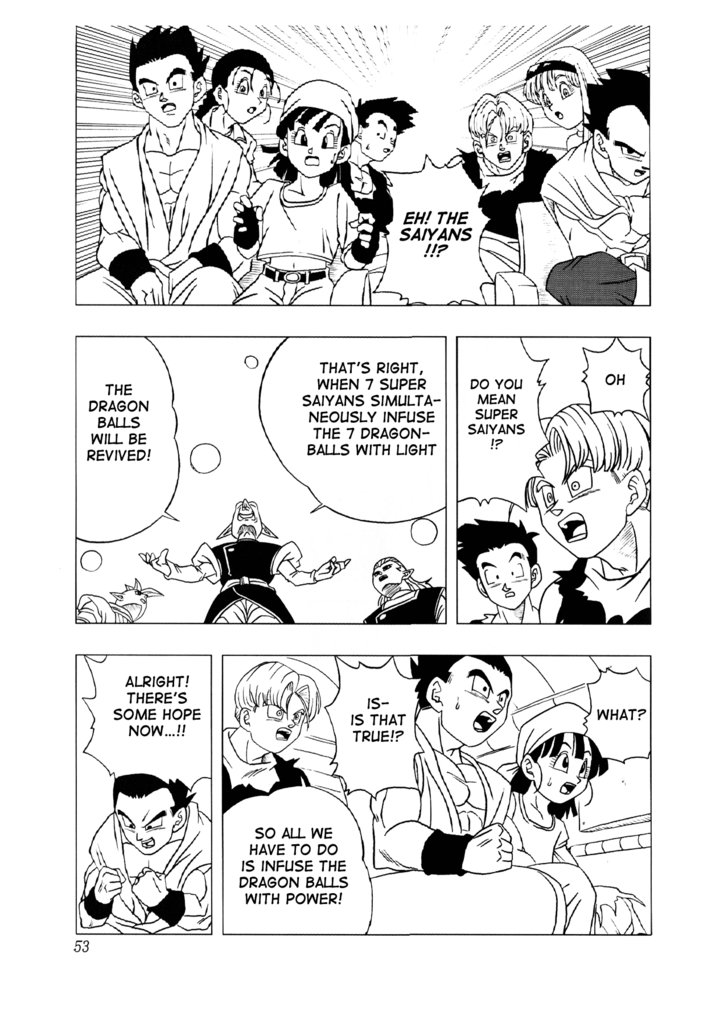 EH! THE
SAIYANS
!!?
OH
DO YOU
MEAN
SUPER
SAIYANS
!?
THAT'S RIGHT,
WHEN 7 SUPER
SAIYANS SIMULTA-
NEOUSLY INFUSE
THE 7 DRAGON-
BALLS WITH LIGHT
THE
DRAGON
BALLS
WILL BE
REVIVED!
WHAT?
IS-
IS THAT
TRUE!?
SO ALL WE
HAVE TO DO
IS INFUSE THE
DRAGON BALLS
WITH POWER!
ALRIGHT!
THERE'S
SOME HOPE
NOW...!!
53